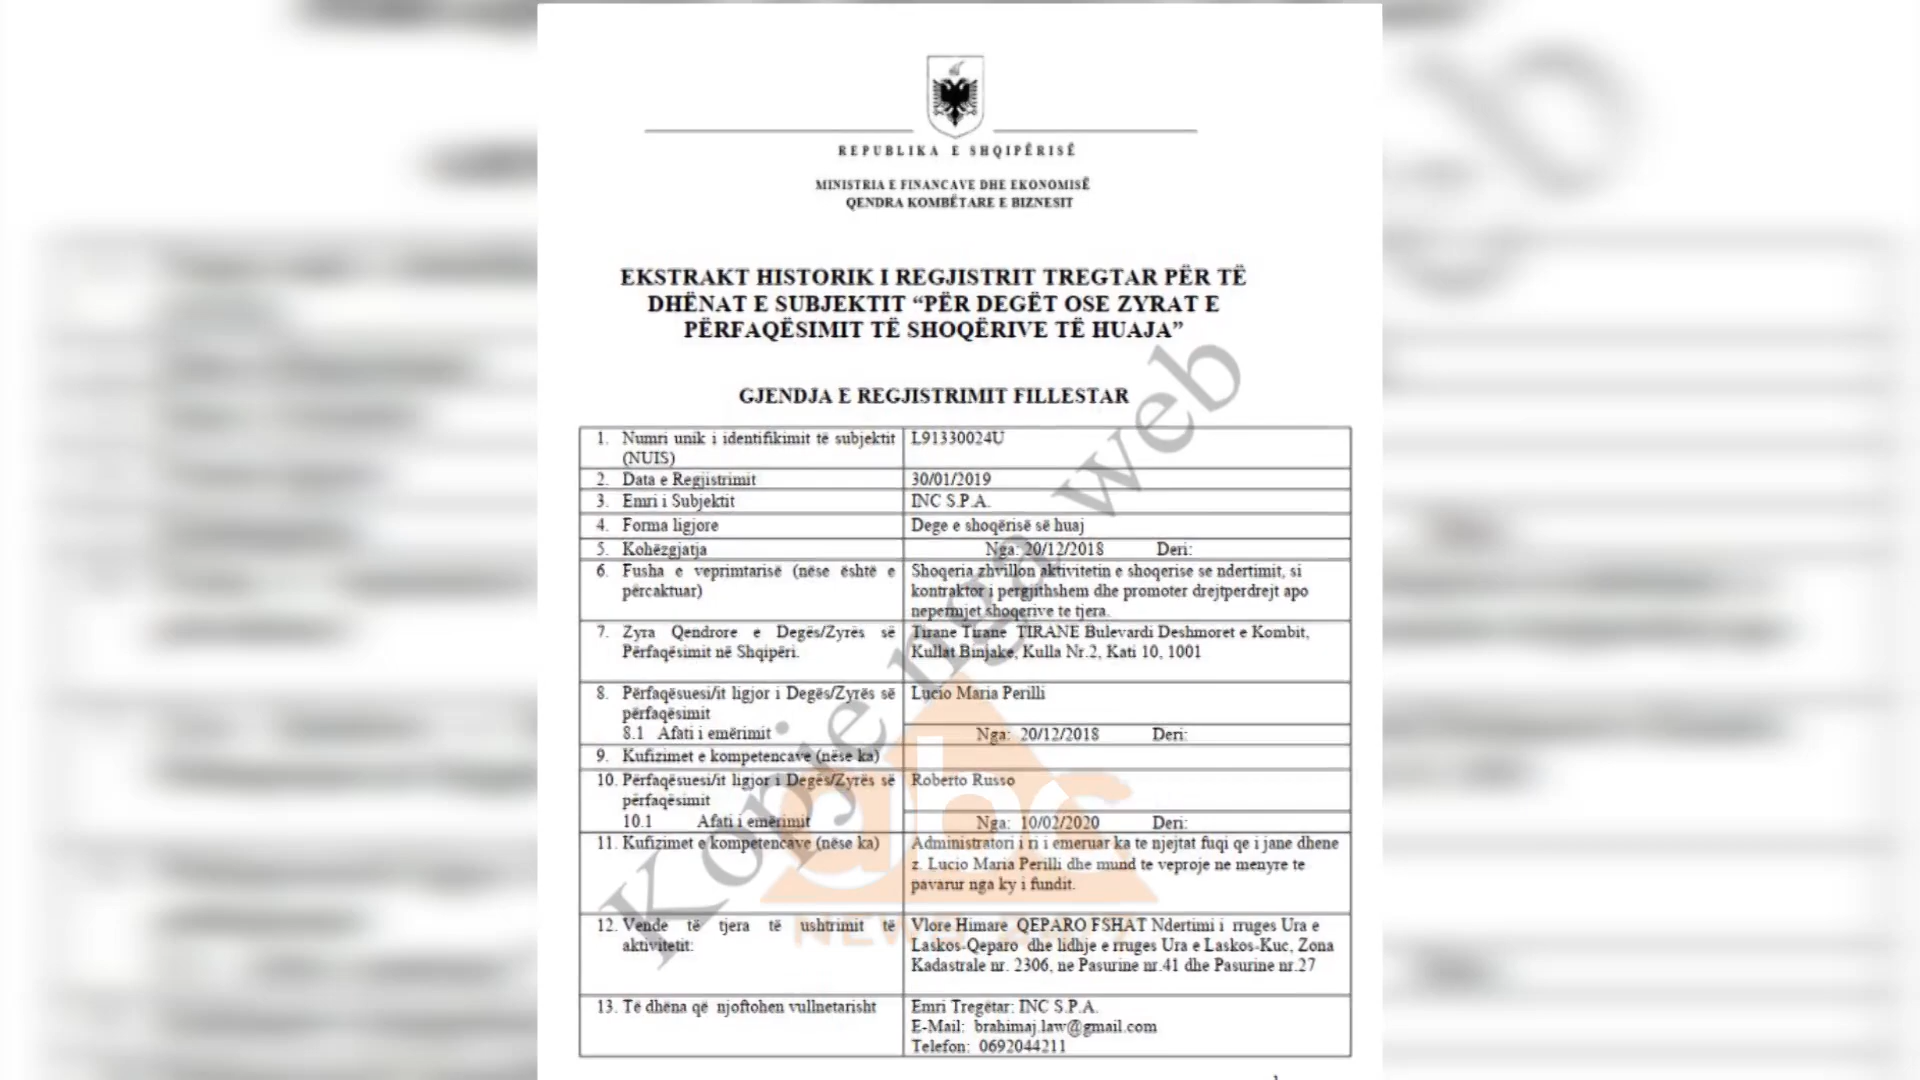 REPUBLIKA E SHQIPËRISË
MINISTRIA E FINANCAVE DHE EKONOMISË
QENDRA KOMBËTARE E BIZNESIT
EKSTRAKT HISTORIK I REGJISTRIT TREGTAR PËR TË
DHËNAT E SUBJEKTIT “PËR DEGËT OSE ZYRAT E
PËRFAQËSIMIT TË SHOQËRIVE TË HUAJA”
GJENDJA E REGJISTRIMIT FILLESTAR
1. Numri unik i identifikimit të subjektit L91330024U
(NUIS)
2. Data e Regjistrimit 30/01/2019
3. Emri i Subjektit INC S.P.A.
4. Forma ligjore Dege e shoqërisë së huaj
5. Kohëzgjatja Nga: 20/12/2018 Deri:
6. Fusha e veprimtarisë (nëse është e Shoqeria zhvillon aktivitetin e shoqerise se ndertimit, si
përcaktuar) kontraktor i pergjithshem dhe promoter drejtperdrejt apo
nepermjet shoqerive te tjera.
7. Zyra Qendrore e Degës/Zyrës së Tirane Tirane TIRANE Bulevardi Deshmoret e Kombit,
Përfaqësimit në Shqipëri. Kullat Binjake, Kulla Nr.2, Kati 10, 1001
8. Përfaqësuesi/it ligjor i Degës/Zyrës së Lucio Maria Perilli
përfaqësimit
8.1 Afati i emërimit Nga: 20/12/2018 Deri:
9. Kufizimet e kompetencave (nëse ka)
10. Përfaqësuesi/it ligjor i Degës/Zyrës së Roberto Russo
përfaqësimit
10.1 Afati i emërimit Nga: 10/02/2020 Deri:
11. Kufizimet e kompetencave (nëse ka) Administratori i ri i emeruar ka te njejtat fuqi qe i jane dhene
z. Lucio Maria Perilli dhe mund te veproje ne menyre te
pavarur nga ky i fundit.
12. Vende të tjera të ushtrimit të Vlore Himare QEPARO FSHAT Ndertimi i rruges Ura e
aktivitetit: Laskos-Qeparo dhe lidhje e rruges Ura e Laskos-Kuc, Zona
Kadastrale nr. 2306, ne Pasurine nr.41 dhe Pasurine nr.27
13. Të dhëna që njoftohen vullnetarisht Emri Tregëtar: INC S.P.A.
E-Mail: brahimaj.law@gmail.com
Telefon: 0692044211
Kopje nga web
abc